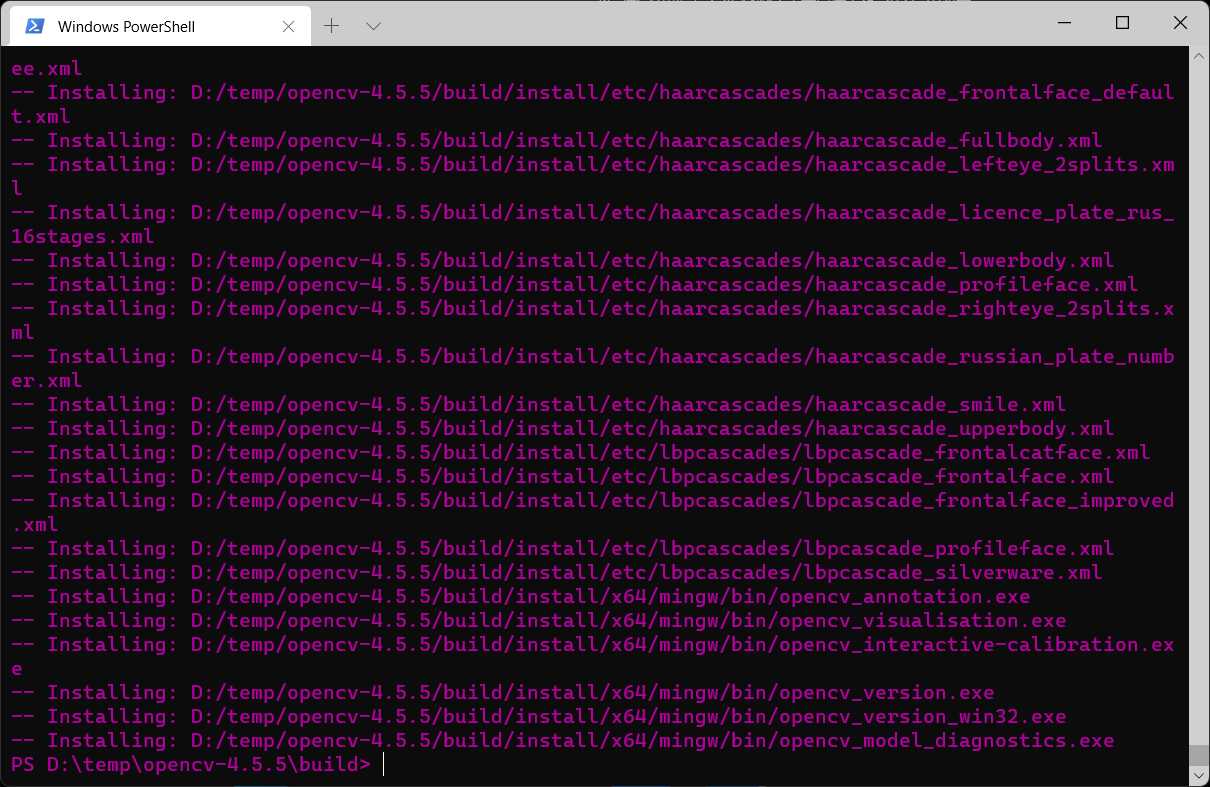 Windows PowerShell
ee.xml
-- Installing: D:/temp/opencv-4.5.5/build/install/etc/haarcascades/haarcascade_frontalface_defaul
t.xml
-- Installing: D:/temp/opencv-4.5.5/build/install/etc/haarcascades/haarcascade_fullbody.xml
-- Installing: D:/temp/opencv-4.5.5/build/install/etc/haarcascades/haarcascade_lefteye_2splits.xm
l
-- Installing: D:/temp/opencv-4.5.5/build/install/etc/haarcascades/haarcascade_licence_plate_rus_
16stages.xml
-- Installing: D:/temp/opencv-4.5.5/build/install/etc/haarcascades/haarcascade_lowerbody.xml
-- Installing: D:/temp/opencv-4.5.5/build/install/etc/haarcascades/haarcascade_profileface.xml
-- Installing: D:/temp/opencv-4.5.5/build/install/etc/haarcascades/haarcascade_righteye_2splits.x
ml
-- Installing: D:/temp/opencv-4.5.5/build/install/etc/haarcascades/haarcascade_russian_plate_numb
er.xml
-- Installing: D:/temp/opencv-4.5.5/build/install/etc/haarcascades/haarcascade_smile.xml
-- Installing: D:/temp/opencv-4.5.5/build/install/etc/haarcascades/haarcascade_upperbody.xml
-- Installing: D:/temp/opencv-4.5.5/build/install/etc/lbpcascades/lbpcascade_frontalcatface.xml
-- Installing: D:/temp/opencv-4.5.5/build/install/etc/lbpcascades/lbpcascade_frontalface.xml
-- Installing: D:/temp/opencv-4.5.5/build/install/etc/lbpcascades/lbpcascade_frontalface_improved
.xml
-- Installing: D:/temp/opencv-4.5.5/build/install/etc/lbpcascades/lbpcascade_profileface.xml
-- Installing: D:/temp/opencv-4.5.5/build/install/etc/lbpcascades/lbpcascade_silverware.xml
-- Installing: D:/temp/opencv-4.5.5/build/install/x64/mingw/bin/opencv_annotation.exe
-- Installing: D:/temp/opencv-4.5.5/build/install/x64/mingw/bin/opencv_visualisation.exe
-- Installing: D:/temp/opencv-4.5.5/build/install/x64/mingw/bin/opencv_interactive-calibration.ex
e
-- Installing: D:/temp/opencv-4.5.5/build/install/x64/mingw/bin/opencv_version.exe
-- Installing: D:/temp/opencv-4.5.5/build/install/x64/mingw/bin/opencv_version_win32.exe
-- Installing: D:/temp/opencv-4.5.5/build/install/x64/mingw/bin/opencv_model_diagnostics.exe
PS D:\temp\opencv-4.5.5\build>